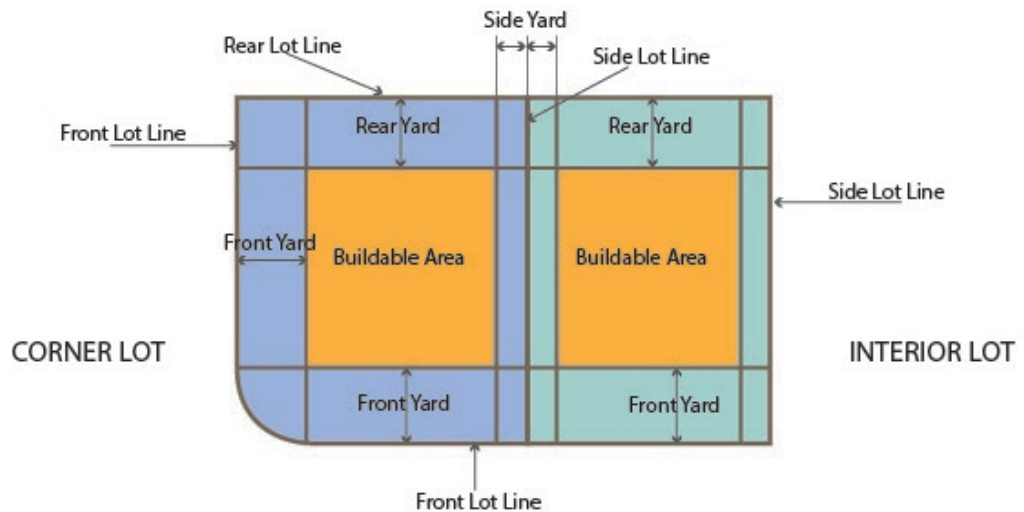 Side Yard
Rear Lot Line
Side Lot Line
Rear Yard
Rear Yard
Front Lot Line
Side Lot Line
Front Yard
Buildable Area
Buildable Area
CORNER LOT
INTERIOR LOT
Front Yard
Front Yard
Front Lot Line